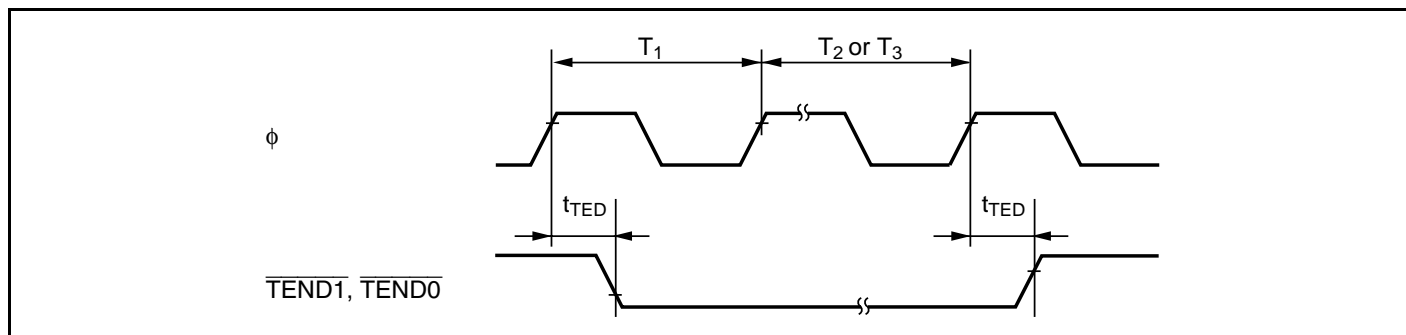 T1
T2 or T3
ϕ
tTED
tTED
TEND1, TEND0